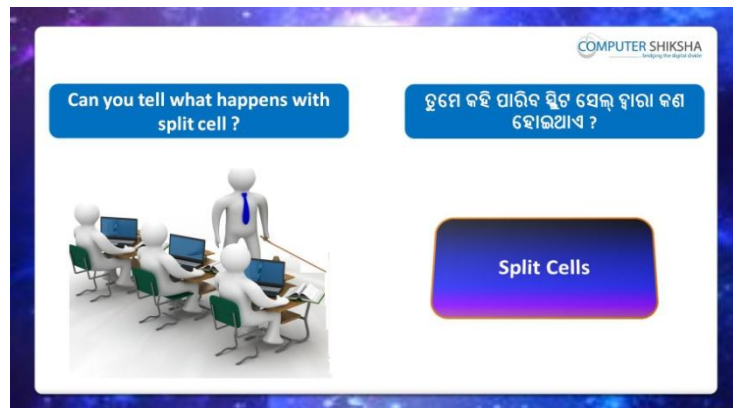 COMPUTER SHIKSHA
bridging the digital divide
Can you tell what happens with
split cell ?
ତୁମେ କହି ପାରିବ ସ୍ପ୍ଲିଟ ସେଲ୍ ଦ୍ୱାରା କଣ
ହୋଇଥାଏ ?
Split Cells